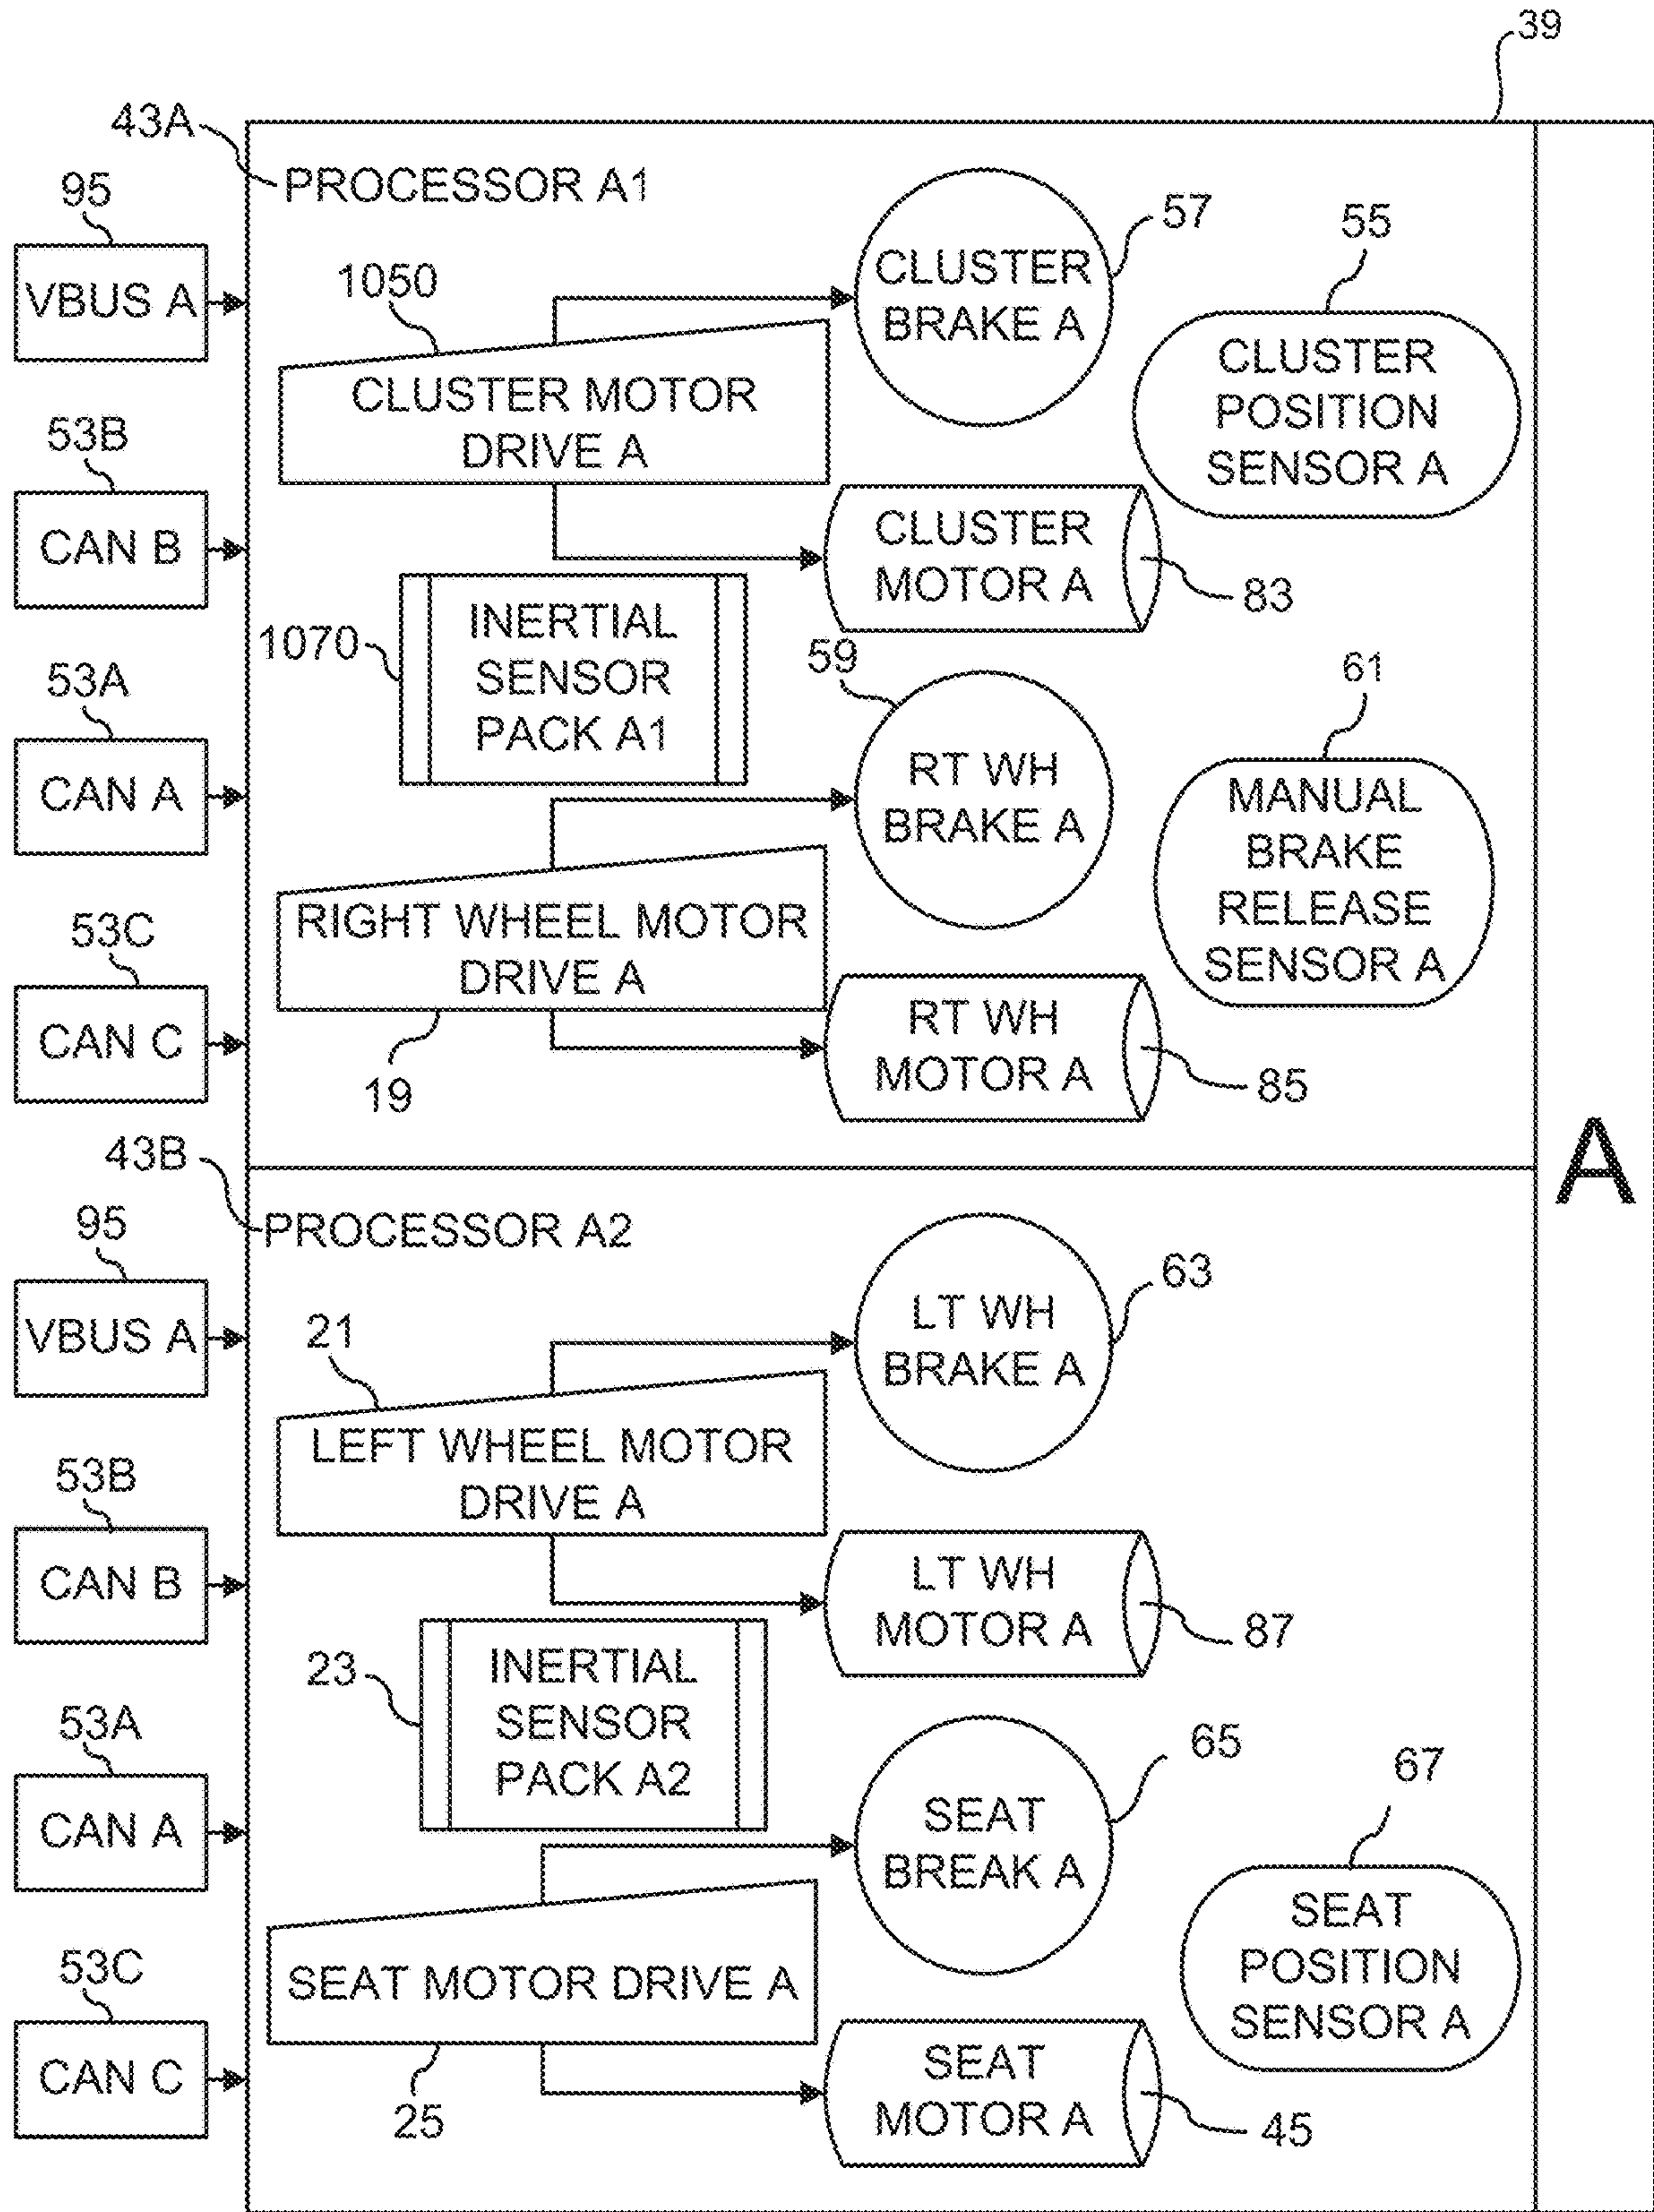 39
43A
PROCESSOR A1
95
VBUS A
1050
CLUSTER MOTOR
DRIVE A
CLUSTER
BRAKE A
57
55
CLUSTER
POSITION
SENSOR A
53B
CAN B
CLUSTER
MOTOR A
83
1070
INERTIAL
SENSOR
PACK A1
53A
CAN A
59
RT WH
BRAKE A
61
MANUAL
BRAKE
RELEASE
SENSOR A
RIGHT WHEEL MOTOR
DRIVE A
19
53C
CAN C
RT WH
MOTOR A
85
A
43B
PROCESSOR A2
95
VBUS A
21
LEFT WHEEL MOTOR
DRIVE A
LT WH
BRAKE A
63
53B
CAN B
LT WH
MOTOR A
87
23
INERTIAL
SENSOR
PACK A2
53A
CAN A
SEAT
BREAK A
65
67
SEAT
POSITION
SENSOR A
SEAT MOTOR DRIVE A
25
53C
CAN C
SEAT
MOTOR A
45